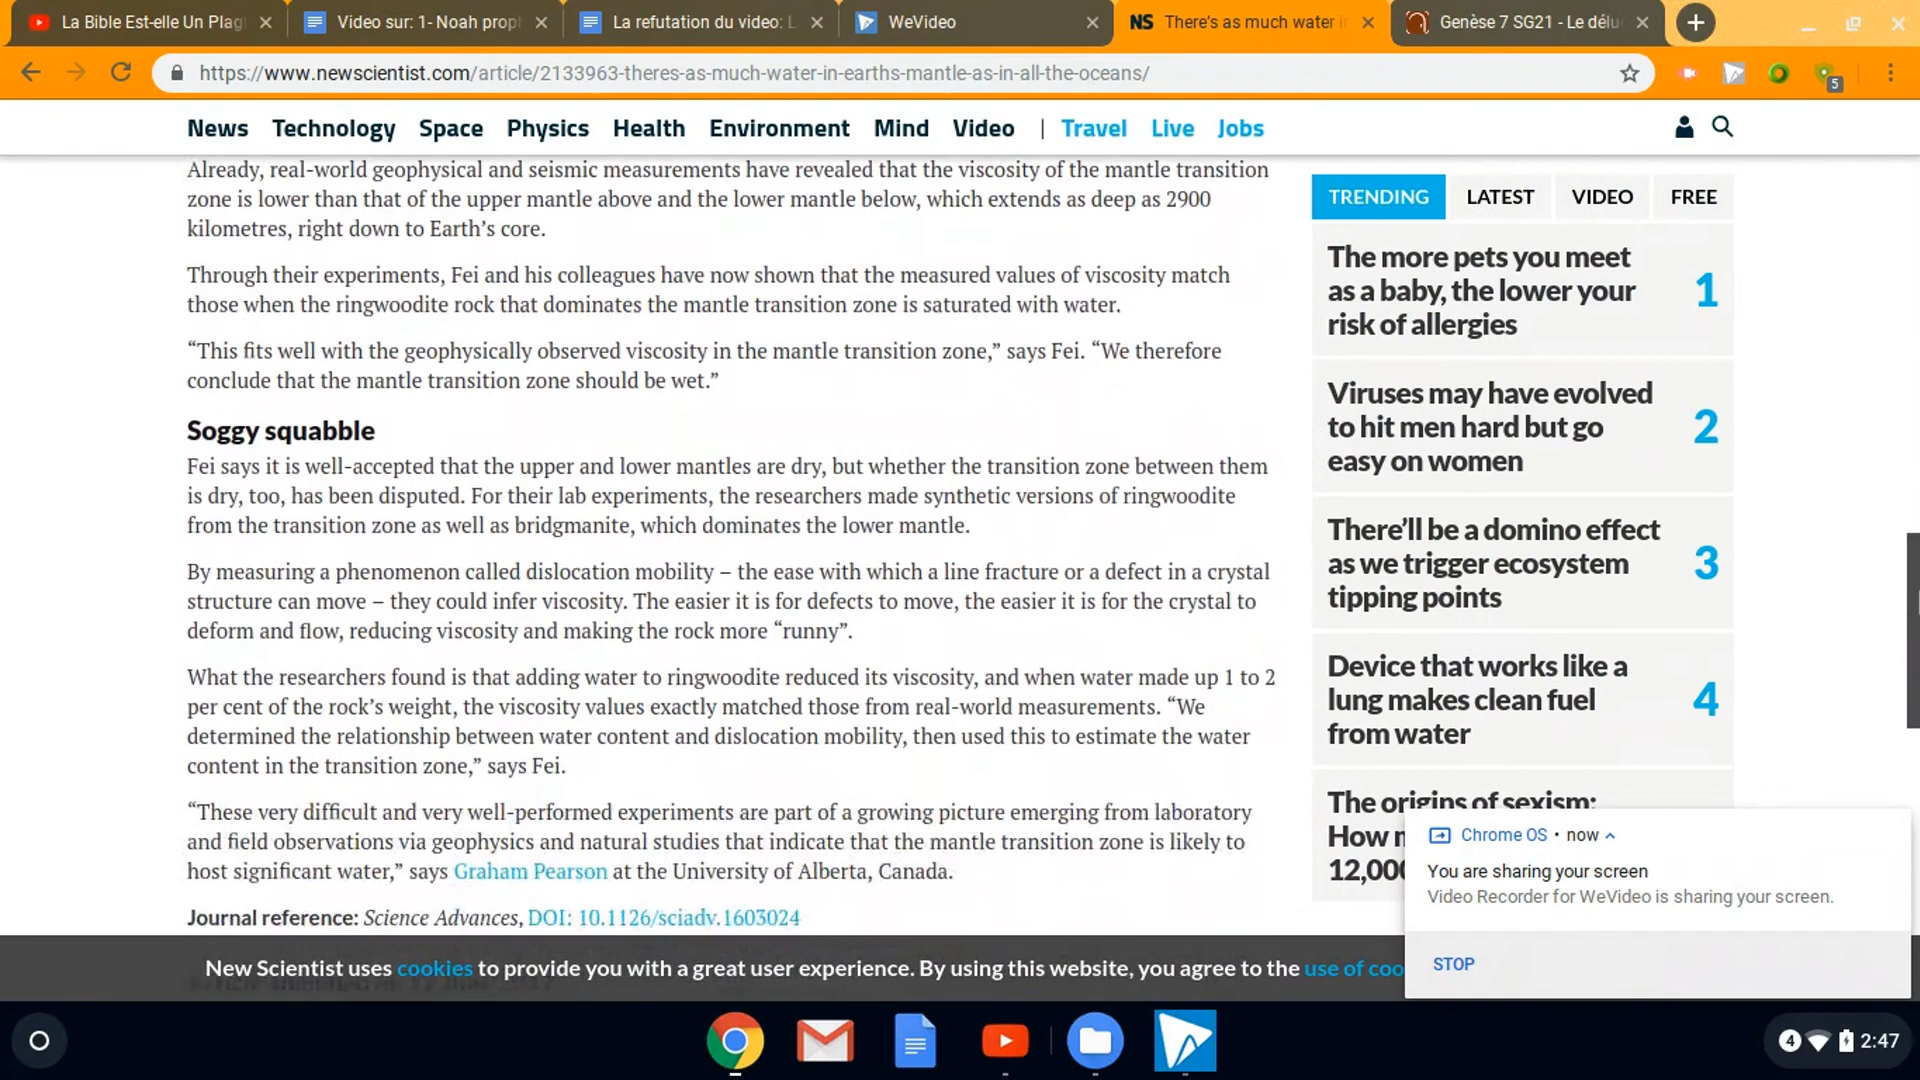 La Bible Est-elle Un Plag
Video sur: 1- Noah prop
La refutation du video: L
WeVideo
NS There's as much water in
Genèse 7 SG21 - Le délu
https://www.newscientist.com/article/2133963-theres-as-much-water-in-earths-mantle-as-in-all-the-oceans/
5
News Technology Space Physics Health Environment Mind Video | Travel Live Jobs
Already, real-world geophysical and seismic measurements have revealed that the viscosity of the mantle transition
zone is lower than that of the upper mantle above and the lower mantle below, which extends as deep as 2900
kilometres, right down to Earth's core.
Through their experiments, Fei and his colleagues have now shown that the measured values of viscosity match
those when the ringwoodite rock that dominates the mantle transition zone is saturated with water.
“This fits well with the geophysically observed viscosity in the mantle transition zone,” says Fei. “We therefore
conclude that the mantle transition zone should be wet.”
Soggy squabble
Fei says it is well-accepted that the upper and lower mantles are dry, but whether the transition zone between them
is dry, too, has been disputed. For their lab experiments, the researchers made synthetic versions of ringwoodite
from the transition zone as well as bridgmanite, which dominates the lower mantle.
By measuring a phenomenon called dislocation mobility – the ease with which a line fracture or a defect in a crystal
structure can move – they could infer viscosity. The easier it is for defects to move, the easier it is for the crystal to
deform and flow, reducing viscosity and making the rock more “runny”.
What the researchers found is that adding water to ringwoodite reduced its viscosity, and when water made up 1 to 2
per cent of the rock's weight, the viscosity values exactly matched those from real-world measurements. “We
determined the relationship between water content and dislocation mobility, then used this to estimate the water
content in the transition zone,” says Fei.
“These very difficult and very well-performed experiments are part of a growing picture emerging from laboratory
and field observations via geophysics and natural studies that indicate that the mantle transition zone is likely to
host significant water,” says Graham Pearson at the University of Alberta, Canada.
Journal reference: Science Advances, DOI: 10.1126/sciadv.1603024
TRENDING LATEST VIDEO FREE
The more pets you meet
as a baby, the lower your
risk of allergies
1
Viruses may have evolved
to hit men hard but go
easy on women
2
There'll be a domino effect
as we trigger ecosystem
tipping points
3
Device that works like a
lung makes clean fuel
from water
4
The origins of sexism:
How
12,000
New Scientist uses cookies to provide you with a great user experience. By using this website, you agree to the use of coo
Chrome OS • now
You are sharing your screen
Video Recorder for WeVideo is sharing your screen.
STOP
4 2:47